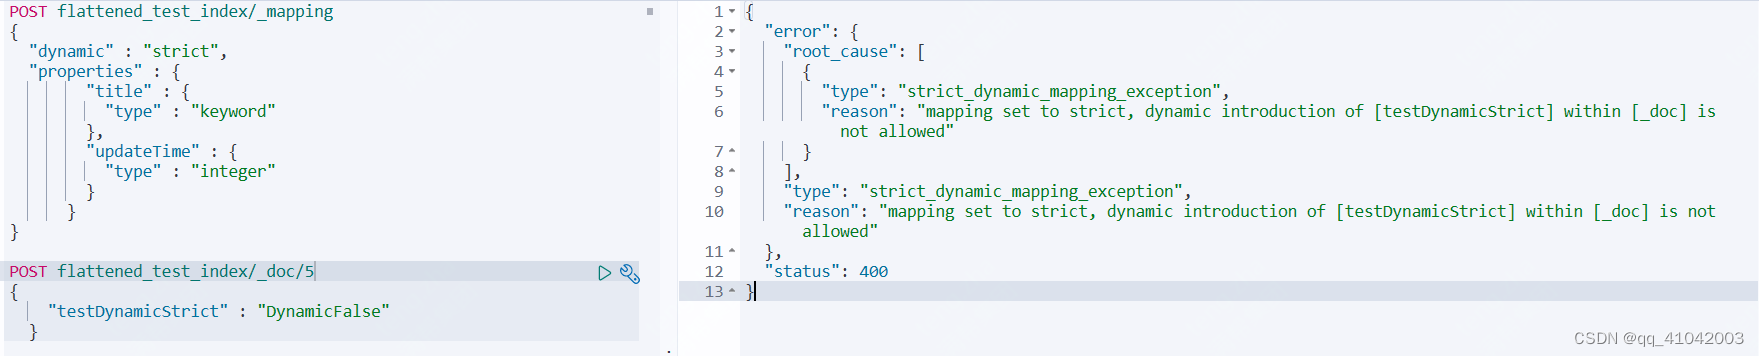 POST flattened_test_index/_mapping
{
  "dynamic" : "strict",
  "properties" : {
        "title" : {
          "type" : "keyword"
        },
        "updateTime" : {
          "type" : "integer"
        }
      }
}
POST flattened_test_index/_doc/5
{
    "testDynamicStrict" : "DynamicFalse"
  }
1 {
2   "error": {
3     "root_cause": [
4       {
5         "type": "strict_dynamic_mapping_exception",
6         "reason": "mapping set to strict, dynamic introduction of [testDynamicStrict] within [_doc] is
          not allowed"
7       }
8     ],
9     "type": "strict_dynamic_mapping_exception",
10     "reason": "mapping set to strict, dynamic introduction of [testDynamicStrict] within [_doc] is not
      allowed"
11   },
12   "status": 400
13 }
CSDN @qq_41042003